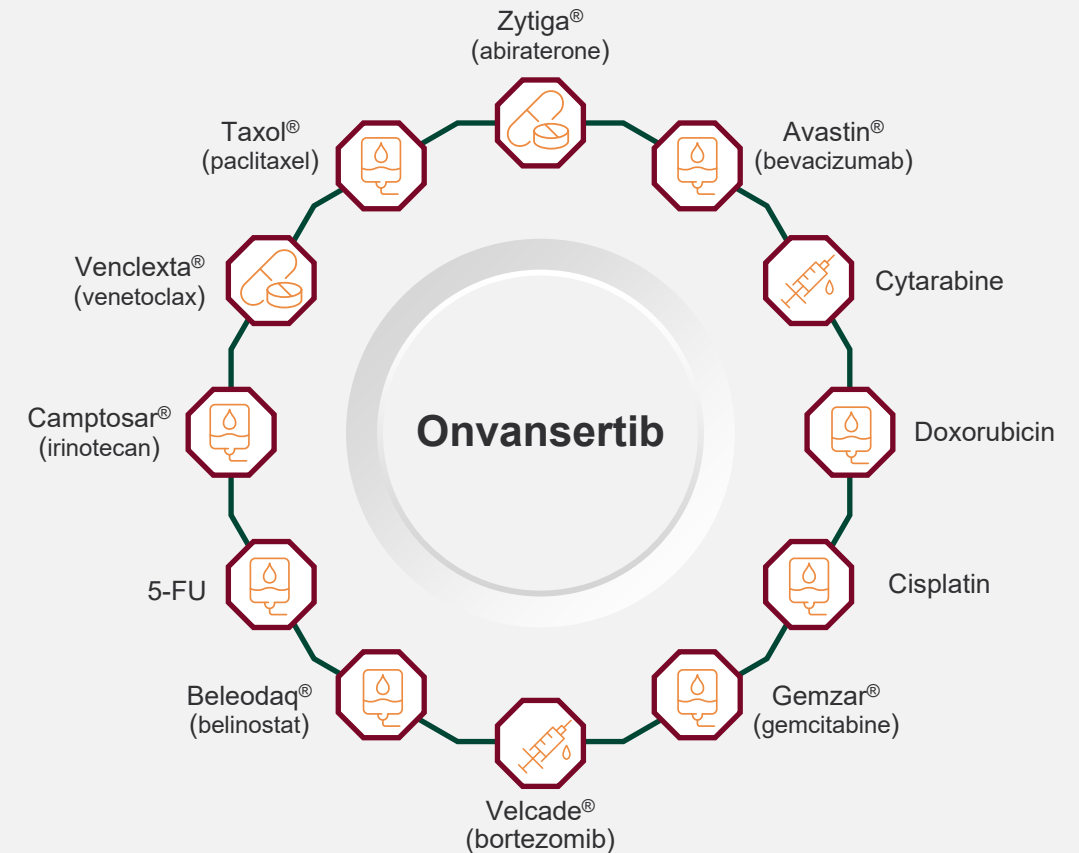 Zytiga®
(abiraterone)
Avastin®
(bevacizumab)
Cytarabine
Doxorubicin
Cisplatin
Gemzar®
(gemcitabine)
Velcade®
(bortezomib)
Beleodaq®
(belinostat)
5-FU
Camptosar®
(irinotecan)
Venclexta®
(venetoclax)
Taxol®
(paclitaxel)
Onvansertib